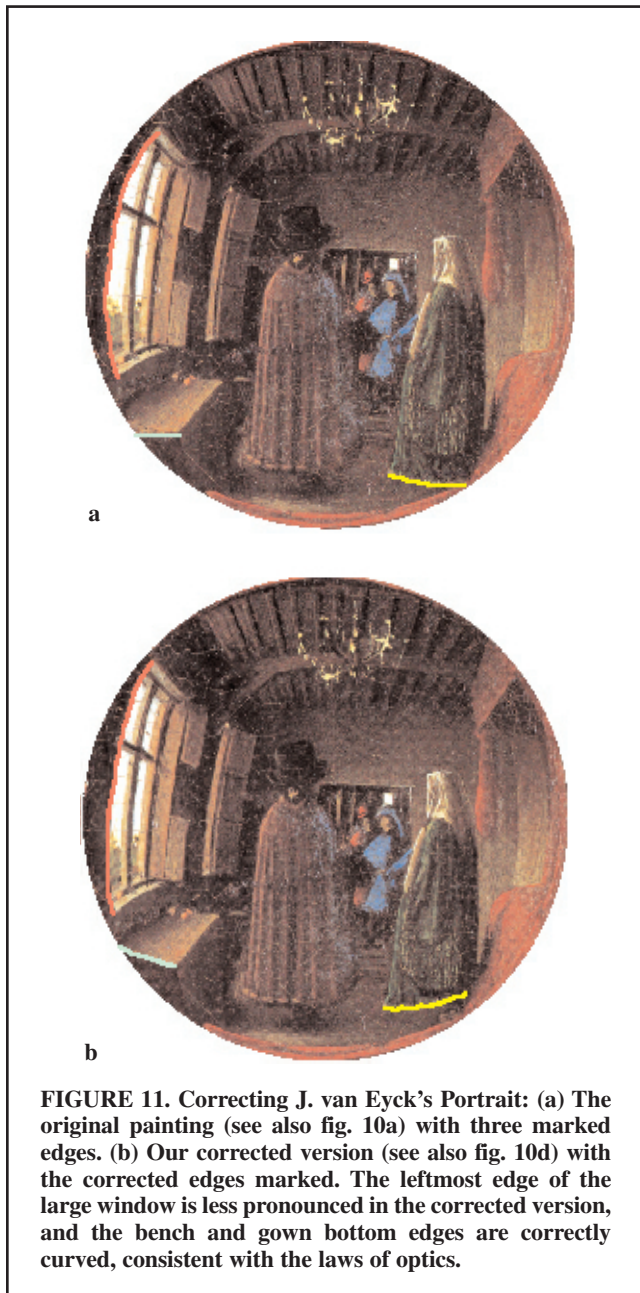 a
b
FIGURE 11. Correcting J. van Eyck's Portrait: (a) The
original painting (see also fig. 10a) with three marked
edges. (b) Our corrected version (see also fig. 10d) with
the corrected edges marked. The leftmost edge of the
large window is less pronounced in the corrected version,
and the bench and gown bottom edges are correctly
curved, consistent with the laws of optics.